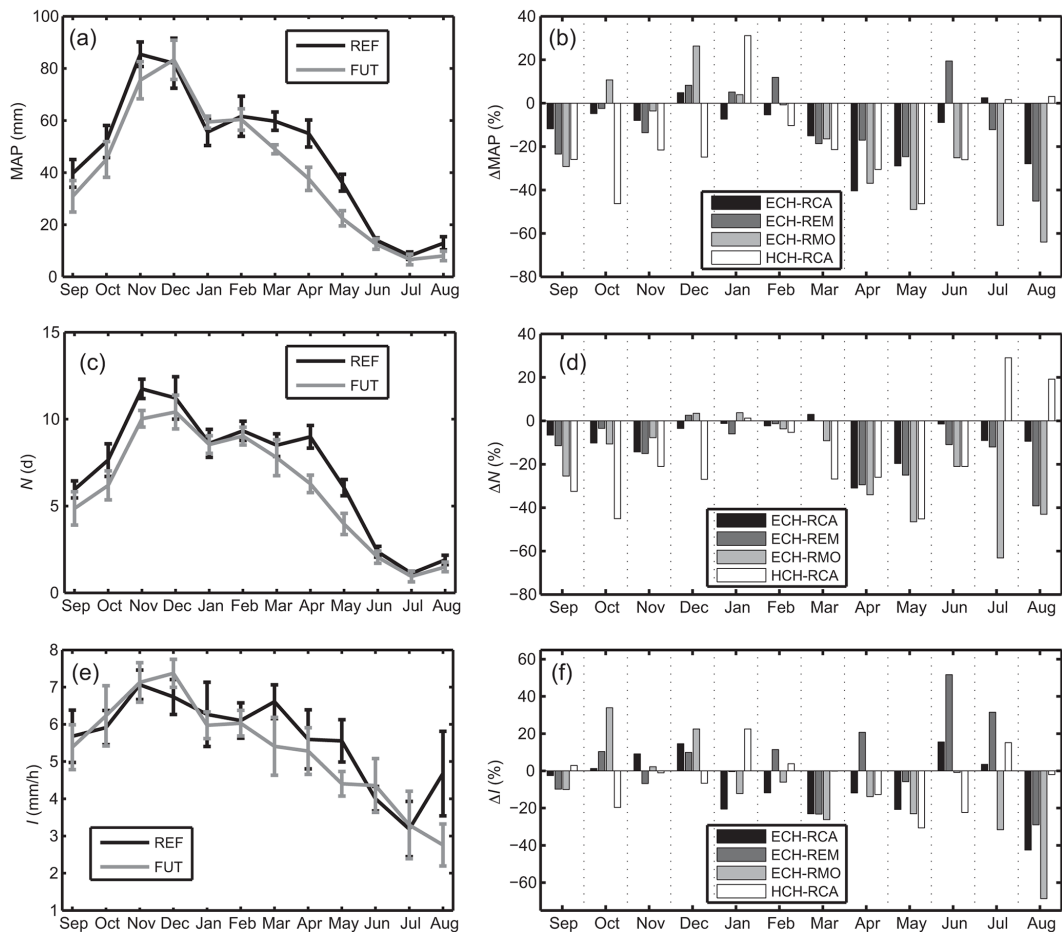 (a)
REF
FUT
MAP (mm)
100
80
60
40
20
0
Sep Oct Nov Dec Jan Feb Mar Apr May Jun Jul Aug
(b)
ΔMAP (%)
40
20
0
−20
−40
−60
−80
ECH-RCA
ECH-REM
ECH-RMO
HCH-RCA
Sep Oct Nov Dec Jan Feb Mar Apr May Jun Jul Aug
(c)
REF
FUT
N (d)
15
10
5
0
Sep Oct Nov Dec Jan Feb Mar Apr May Jun Jul Aug
(d)
ΔN (%)
40
20
0
−20
−40
−60
−80
ECH-RCA
ECH-REM
ECH-RMO
HCH-RCA
Sep Oct Nov Dec Jan Feb Mar Apr May Jun Jul Aug
(e)
I (mm/h)
8
7
6
5
4
3
2
1
REF
FUT
Sep Oct Nov Dec Jan Feb Mar Apr May Jun Jul Aug
(f)
ΔI (%)
60
40
20
0
−20
−40
−60
ECH-RCA
ECH-REM
ECH-RMO
HCH-RCA
Sep Oct Nov Dec Jan Feb Mar Apr May Jun Jul Aug